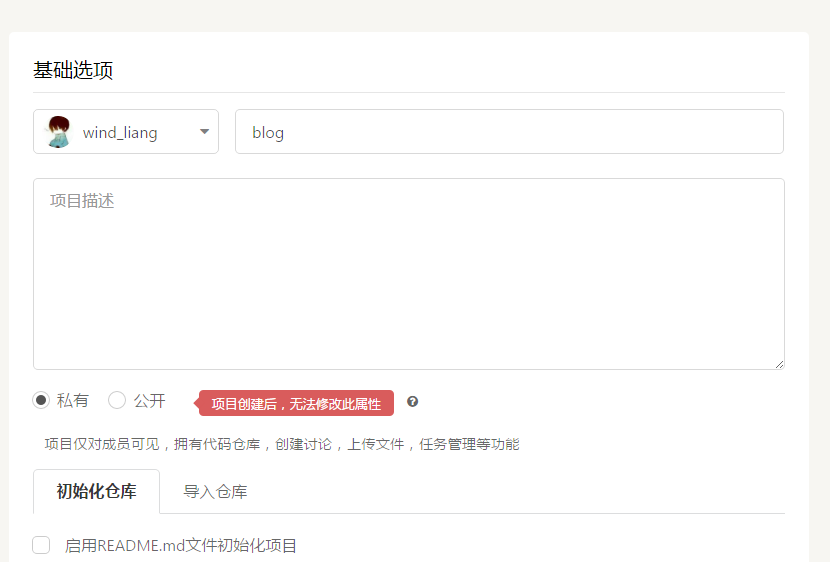 基础选项
wind_liang blog
项目描述
私有 公开 项目创建后，无法修改此属性
项目仅对成员可见，拥有代码仓库，创建讨论，上传文件，任务管理等功能
初始化仓库 导入仓库
启用README.md文件初始化项目